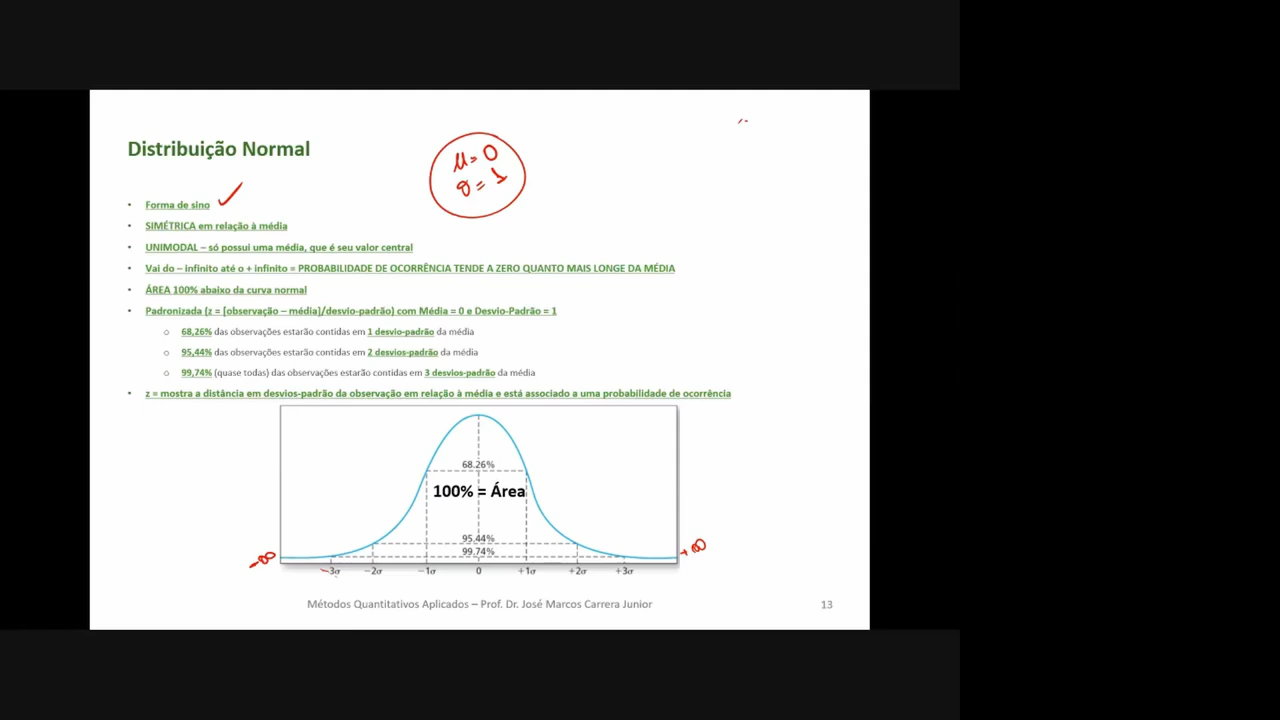 Distribuição Normal
μ = 0
σ = 1
• Forma de sino
• SIMÉTRICA em relação à média
• UNIMODAL – só possui uma média, que é seu valor central
• Vai do – infinito até o + infinito = PROBABILIDADE DE OCORRÊNCIA TENDE A ZERO QUANTO MAIS LONGE DA MÉDIA
• ÁREA 100% abaixo da curva normal
• Padronizada (z = [observação – média]/desvio-padrão) com Média = 0 e Desvio-Padrão = 1
o 68,26% das observações estarão contidas em 1 desvio-padrão da média
o 95,44% das observações estarão contidas em 2 desvios-padrão da média
o 99,74% (quase todas) das observações estarão contidas em 3 desvios-padrão da média
• z = mostra a distância em desvios-padrão da observação em relação à média e está associado a uma probabilidade de ocorrência
68.26%
100% = Área
95.44%
99.74%
-∞ +∞
−3σ −2σ −1σ 0 +1σ +2σ +3σ
Métodos Quantitativos Aplicados – Prof. Dr. José Marcos Carrera Junior 13